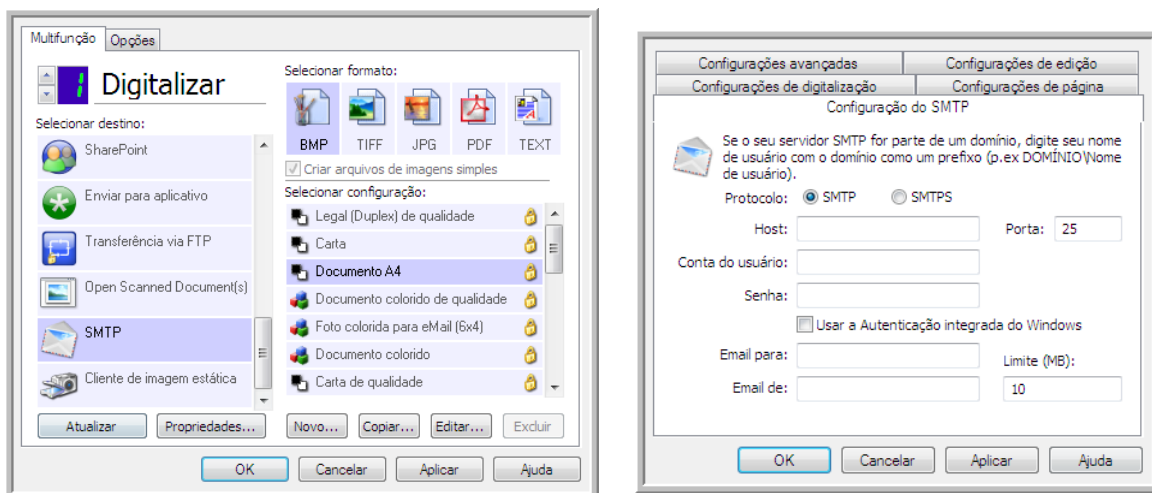 Multifunção
Opções
1
Digitalizar
Selecionar destino:
SharePoint
Enviar para aplicativo
Transferência via FTP
Open Scanned Document(s)
SMTP
Cliente de imagem estática
Atualizar
Propriedades...
Selecionar formato:
BMP
TIFF
JPG
PDF
TEXT
Criar arquivos de imagens simples
Selecionar configuração:
Legal (Duplex) de qualidade
Carta
Documento A4
Documento colorido de qualidade
Foto colorida para eMail (6x4)
Documento colorido
Carta de qualidade
Novo...
Copiar...
Editar...
Excluir
OK
Cancelar
Aplicar
Ajuda
Configurações avançadas
Configurações de edição
Configurações de digitalização
Configurações de página
Configuração do SMTP
Se o seu servidor SMTP for parte de um domínio, digite seu nome
de usuário com o domínio como um prefixo (p.ex DOMÍNIO\Nome
de usuário).
Protocolo:
SMTP
SMTPS
Host:
Porta:
25
Conta do usuário:
Senha:
Usar a Autenticação integrada do Windows
Email para:
Limite (MB):
Email de:
10
OK
Cancelar
Aplicar
Ajuda